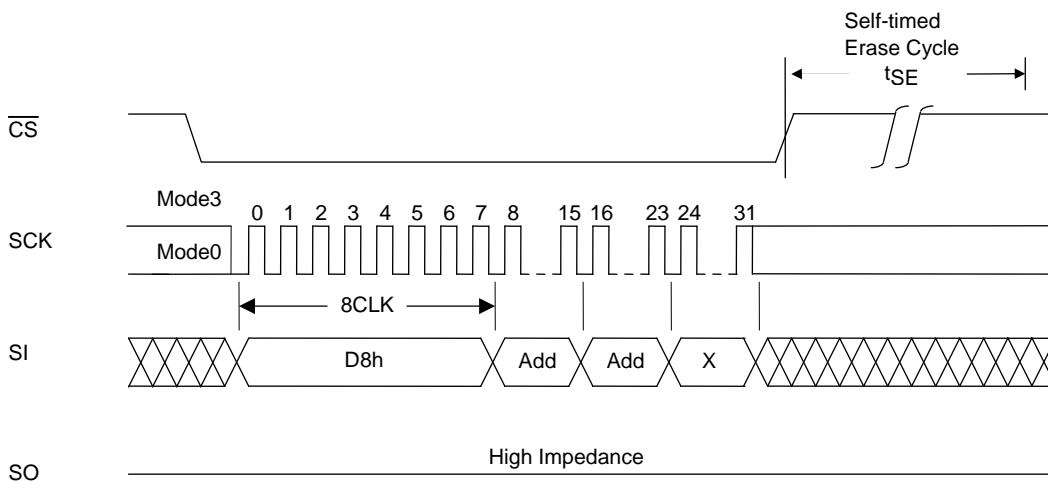 Self-timed
Erase Cycle
tSE
CS
Mode3
0 1 2 3 4 5 6 7 8 15 16 23 24 31
SCK
Mode0
8CLK
SI
D8h Add Add X
High Impedance
SO